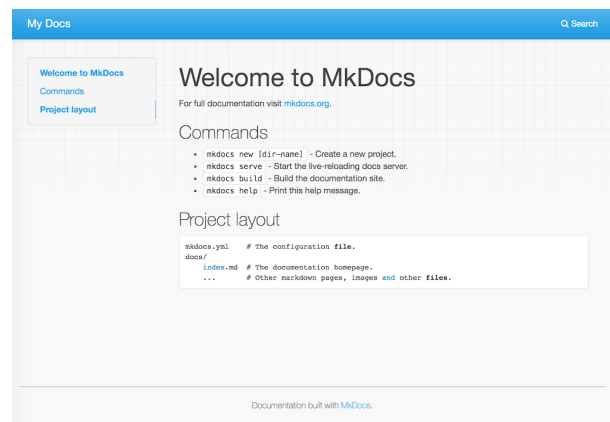 My Docs
Search
Welcome to MkDocs
Commands
Project layout
Welcome to MkDocs
For full documentation visit mkdocs.org.
Commands
• mkdocs new [dir-name] - Create a new project.
• mkdocs serve - Start the live-reloading docs server.
• mkdocs build - Build the documentation site.
• mkdocs help - Print this help message.
Project layout
mkdocs.yml    # The configuration file.
docs/
    index.md  # The documentation homepage.
    ...       # Other markdown pages, images and other files.
Documentation built with MkDocs.